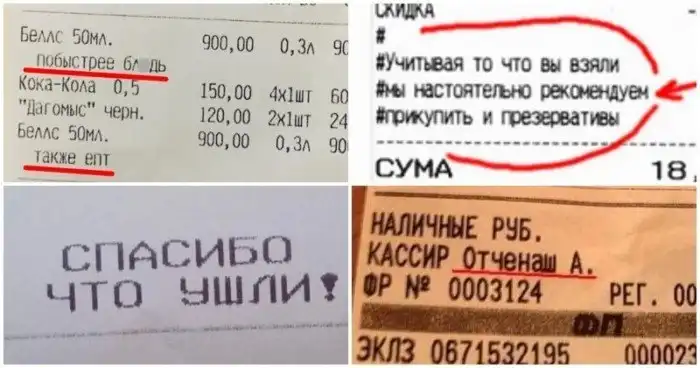 Беллс 50мл. 900,00 0,3л 90
побыстрее бл дь
Кока-Кола 0,5 150,00 4х1шт 60
"Дагомыс" черн. 120,00 2х1шт 24
Беллс 50мл. 900,00 0,3л 90
также епт
СКИДКА
#
#Учитывая то что вы взяли
#мы настоятельно рекомендуем
#прикупить и презервативы
СУМА 18,
СПАСИБО
ЧТО УШЛИ!
НАЛИЧНЫЕ РУБ.
КАССИР Отченаш А.
ФР № 0003124 РЕГ. 00
ФП
ЭКЛЗ 0671532195 000023